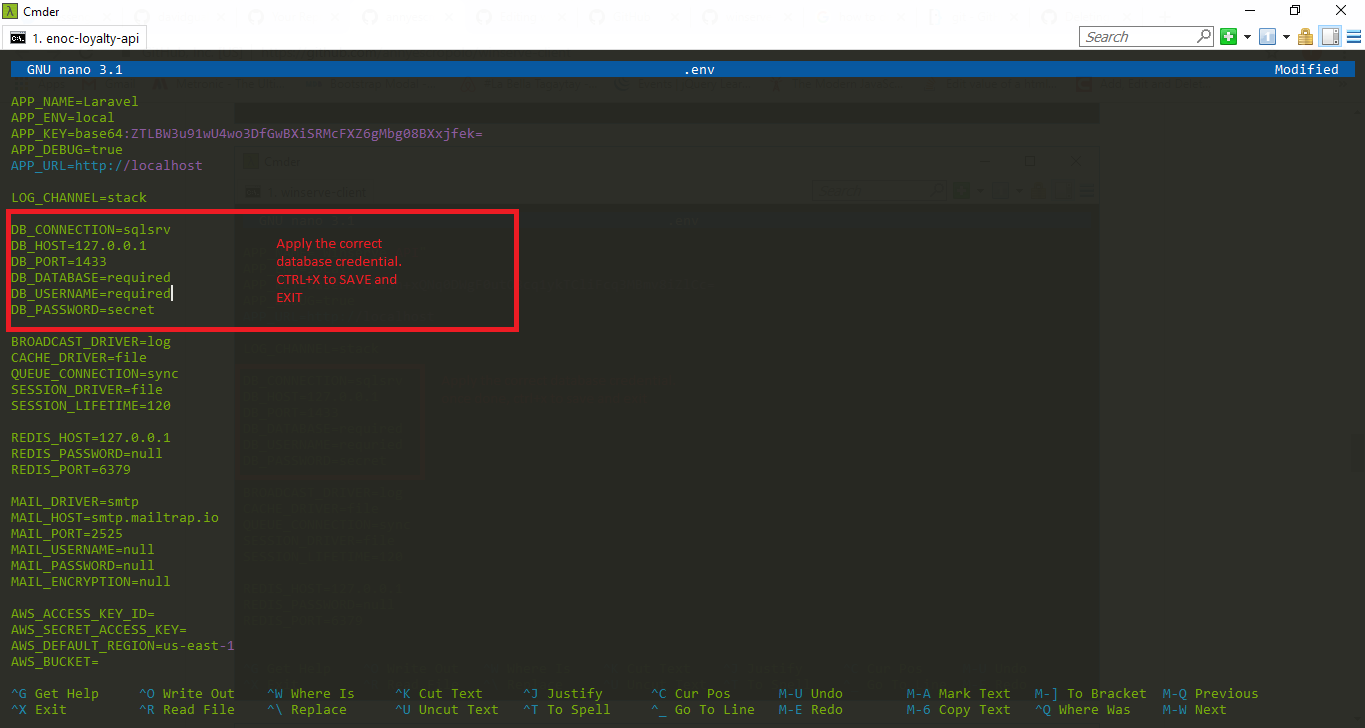 Cmder
1. enoc-loyalty-api
Search
GNU nano 3.1 .env Modified
APP_NAME=Laravel
APP_ENV=local
APP_KEY=base64:ZTLBW3u91wU4wo3DfGwBXiSRMcFXZ6gMbg08BXxjfek=
APP_DEBUG=true
APP_URL=http://localhost
LOG_CHANNEL=stack
DB_CONNECTION=sqlsrv
DB_HOST=127.0.0.1
DB_PORT=1433
DB_DATABASE=required
DB_USERNAME=required
DB_PASSWORD=secret
Apply the correct
database credential.
CTRL+X to SAVE and
EXIT
BROADCAST_DRIVER=log
CACHE_DRIVER=file
QUEUE_CONNECTION=sync
SESSION_DRIVER=file
SESSION_LIFETIME=120
REDIS_HOST=127.0.0.1
REDIS_PASSWORD=null
REDIS_PORT=6379
MAIL_DRIVER=smtp
MAIL_HOST=smtp.mailtrap.io
MAIL_PORT=2525
MAIL_USERNAME=null
MAIL_PASSWORD=null
MAIL_ENCRYPTION=null
AWS_ACCESS_KEY_ID=
AWS_SECRET_ACCESS_KEY=
AWS_DEFAULT_REGION=us-east-1
AWS_BUCKET=
^G Get Help ^O Write Out ^W Where Is ^K Cut Text ^J Justify ^C Cur Pos M-U Undo M-A Mark Text M-] To Bracket M-Q Previous
^X Exit ^R Read File ^\ Replace ^U Uncut Text ^T To Spell ^_ Go To Line M-E Redo M-6 Copy Text ^Q Where Was M-W Next